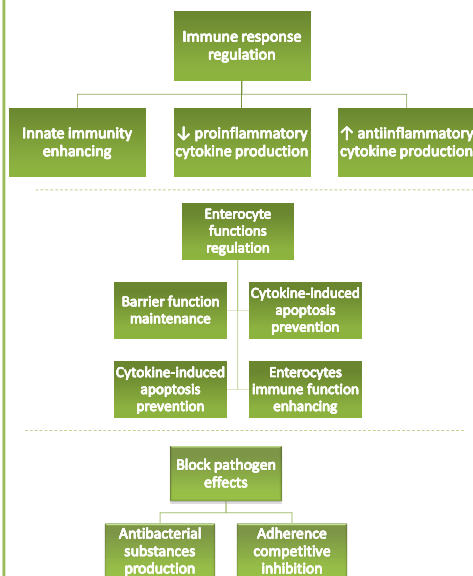 Immune response
regulation
Innate immunity
enhancing
↓ proinflammatory
cytokine production
↑ antiinflammatory
cytokine production
Enterocyte
functions
regulation
Barrier function
maintenance
Cytokine-induced
apoptosis
prevention
Cytokine-induced
apoptosis
prevention
Enterocytes
immune function
enhancing
Block pathogen
effects
Antibacterial
substances
production
Adherence
competitive
inhibition